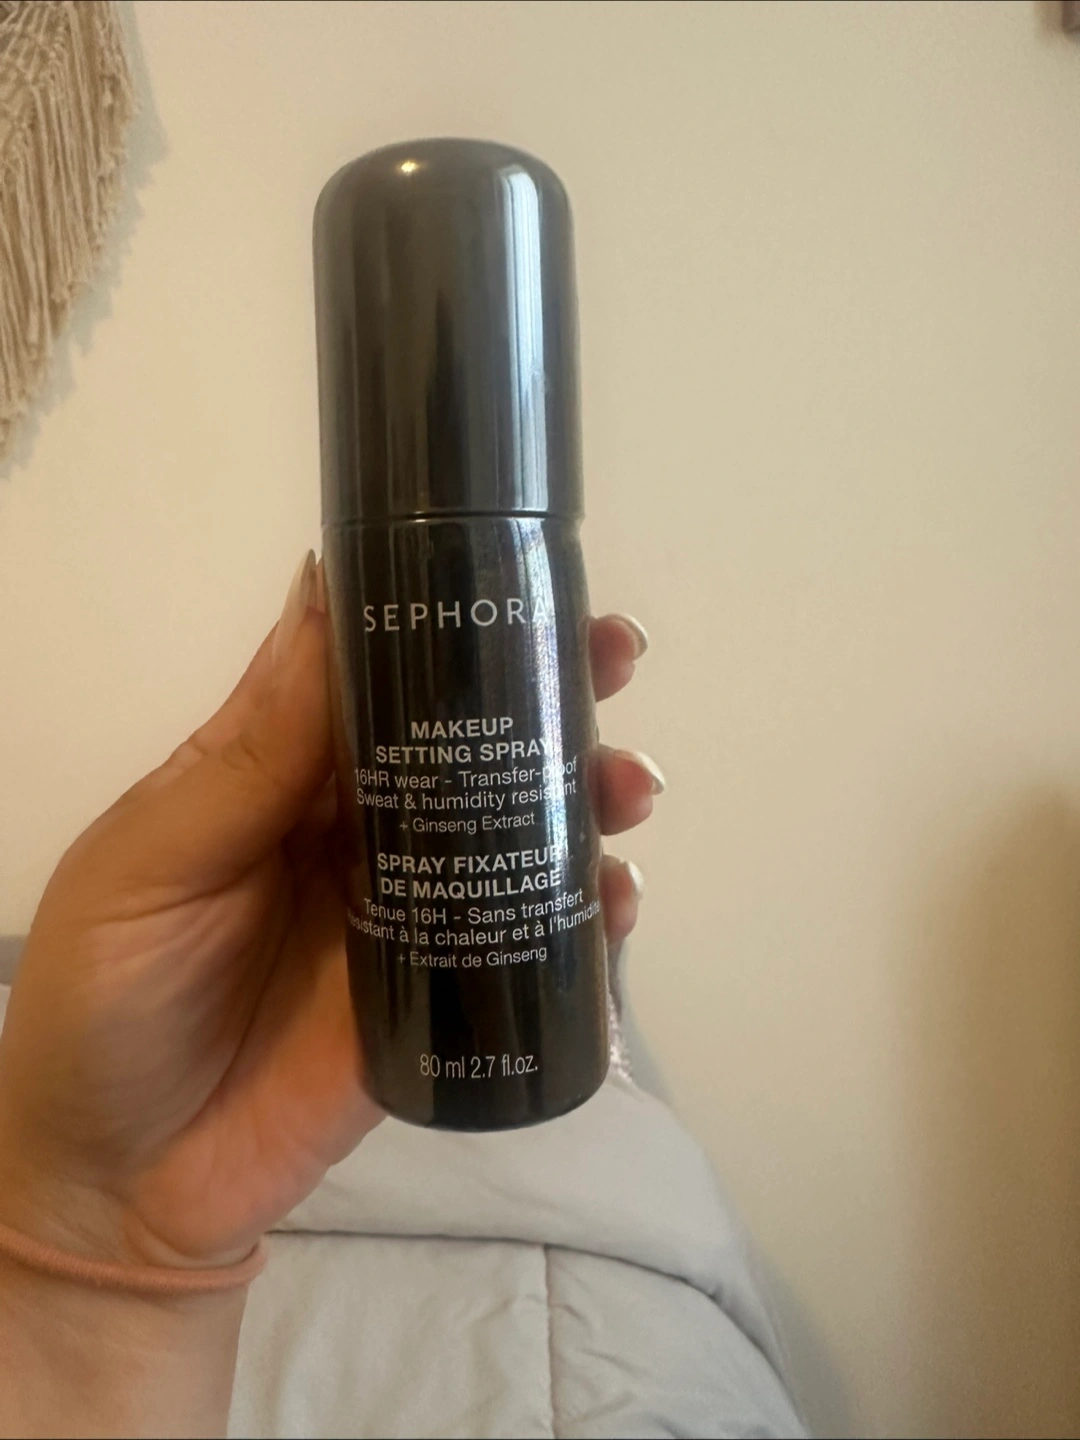 SEPHORA
MAKEUP
SETTING SPRAY
16HR wear - Transfer-proof
Sweat & humidity resistant
+ Ginseng Extract
SPRAY FIXATEUR
DE MAQUILLAGE
Tenue 16H - Sans transfert
Résistant à la chaleur et à l'humidité
+ Extrait de Ginseng
80 ml 2.7 fl.oz.